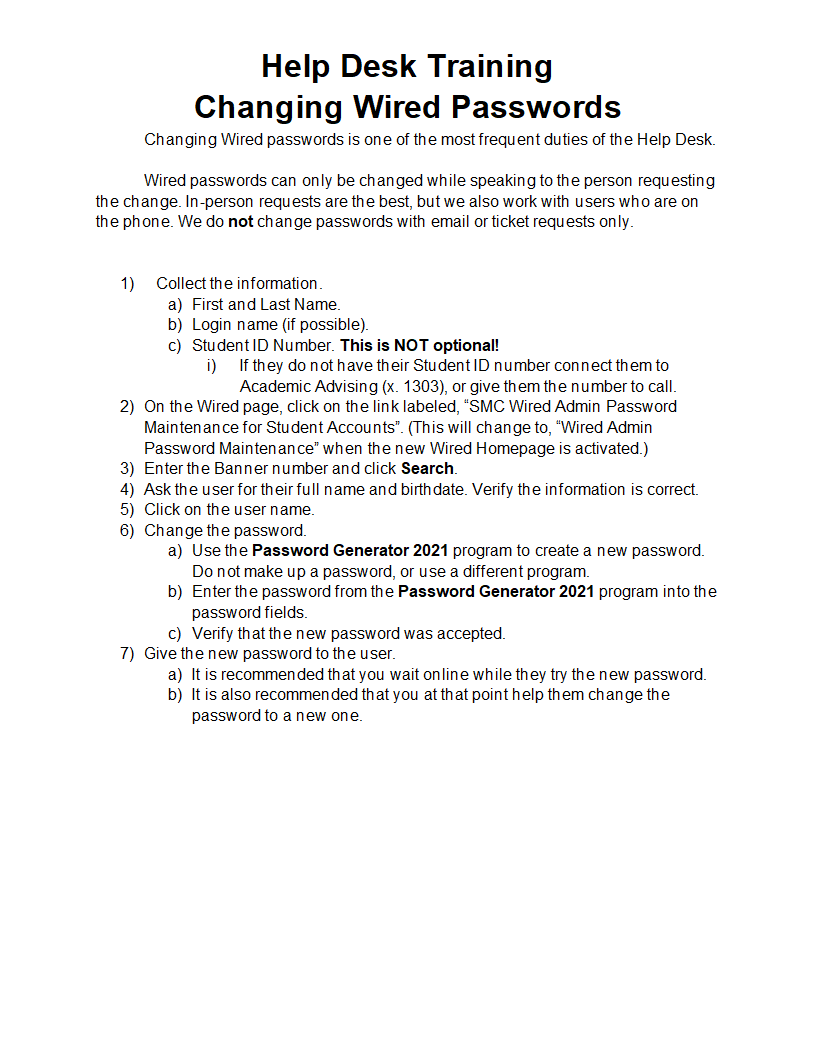 Help Desk Training
Changing Wired Passwords
Changing Wired passwords is one of the most frequent duties of the Help Desk.
Wired passwords can only be changed while speaking to the person requesting
the change. In-person requests are the best, but we also work with users who are on
the phone. We do not change passwords with email or ticket requests only.
1) Collect the information.
a) First and Last Name.
b) Login name (if possible).
c) Student ID Number. This is NOT optional!
i) If they do not have their Student ID number connect them to
Academic Advising (x. 1303), or give them the number to call.
2) On the Wired page, click on the link labeled, “SMC Wired Admin Password
Maintenance for Student Accounts”. (This will change to, “Wired Admin
Password Maintenance” when the new Wired Homepage is activated.)
3) Enter the Banner number and click Search.
4) Ask the user for their full name and birthdate. Verify the information is correct.
5) Click on the user name.
6) Change the password.
a) Use the Password Generator 2021 program to create a new password.
Do not make up a password, or use a different program.
b) Enter the password from the Password Generator 2021 program into the
password fields.
c) Verify that the new password was accepted.
7) Give the new password to the user.
a) It is recommended that you wait online while they try the new password.
b) It is also recommended that you at that point help them change the
password to a new one.